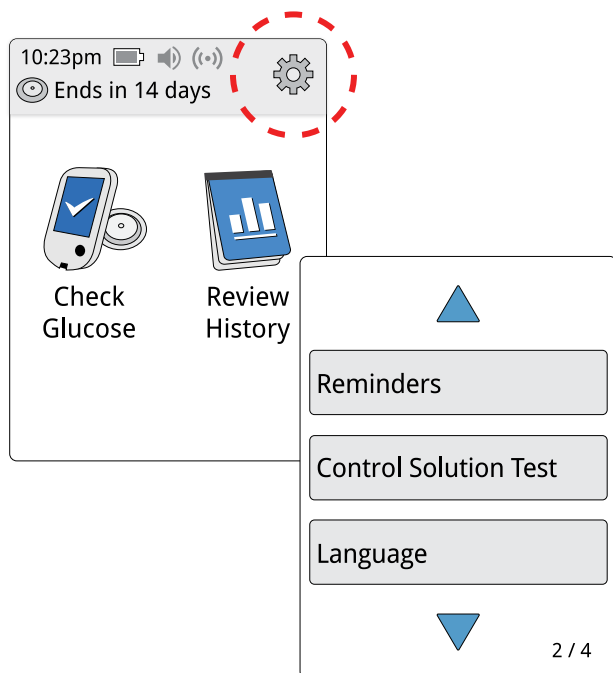 10:23pm
Ends in 14 days
Check
Glucose
Review
History
Reminders
Control Solution Test
Language
2 / 4